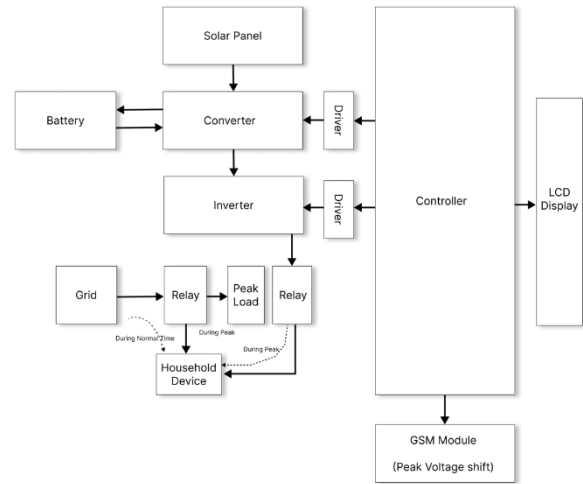 Solar Panel
Battery
Converter
Driver
Inverter
Driver
Controller
LCD
Display
Grid
Relay
Peak
Load
Relay
During Peak
During Normal Time
During Peak
Household
Device
GSM Module
(Peak Voltage shift)